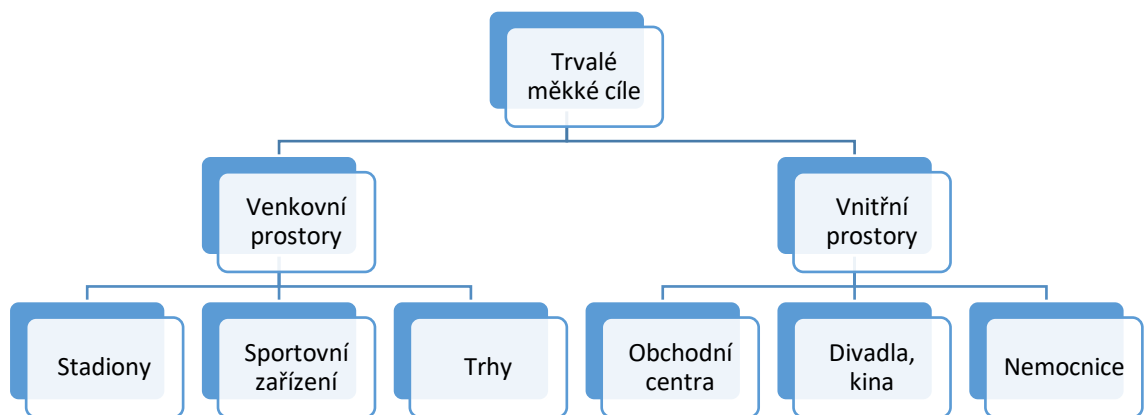 Trvalé
měkké cíle
Venkovní
prostory
Vnitřní
prostory
Stadiony
Sportovní
zařízení
Trhy
Obchodní
centra
Divadla,
kina
Nemocnice